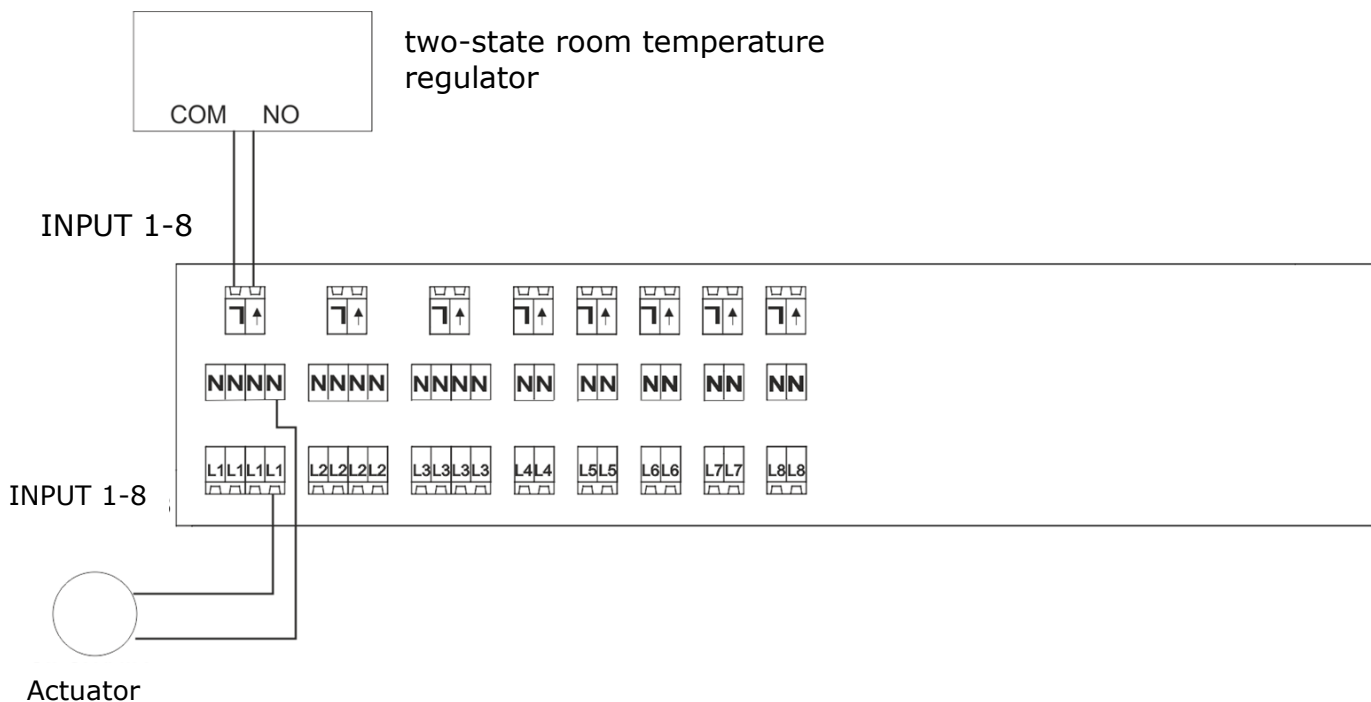 two-state room temperature
regulator
COM NO
INPUT 1-8
L L L L L L L L
NNNN NNNN NNNN NN NN NN NN NN
L1L1L1L1 L2L2L2L2 L3L3L3L3 L4L4 L5L5 L6L6 L7L7 L8L8
INPUT 1-8
Actuator